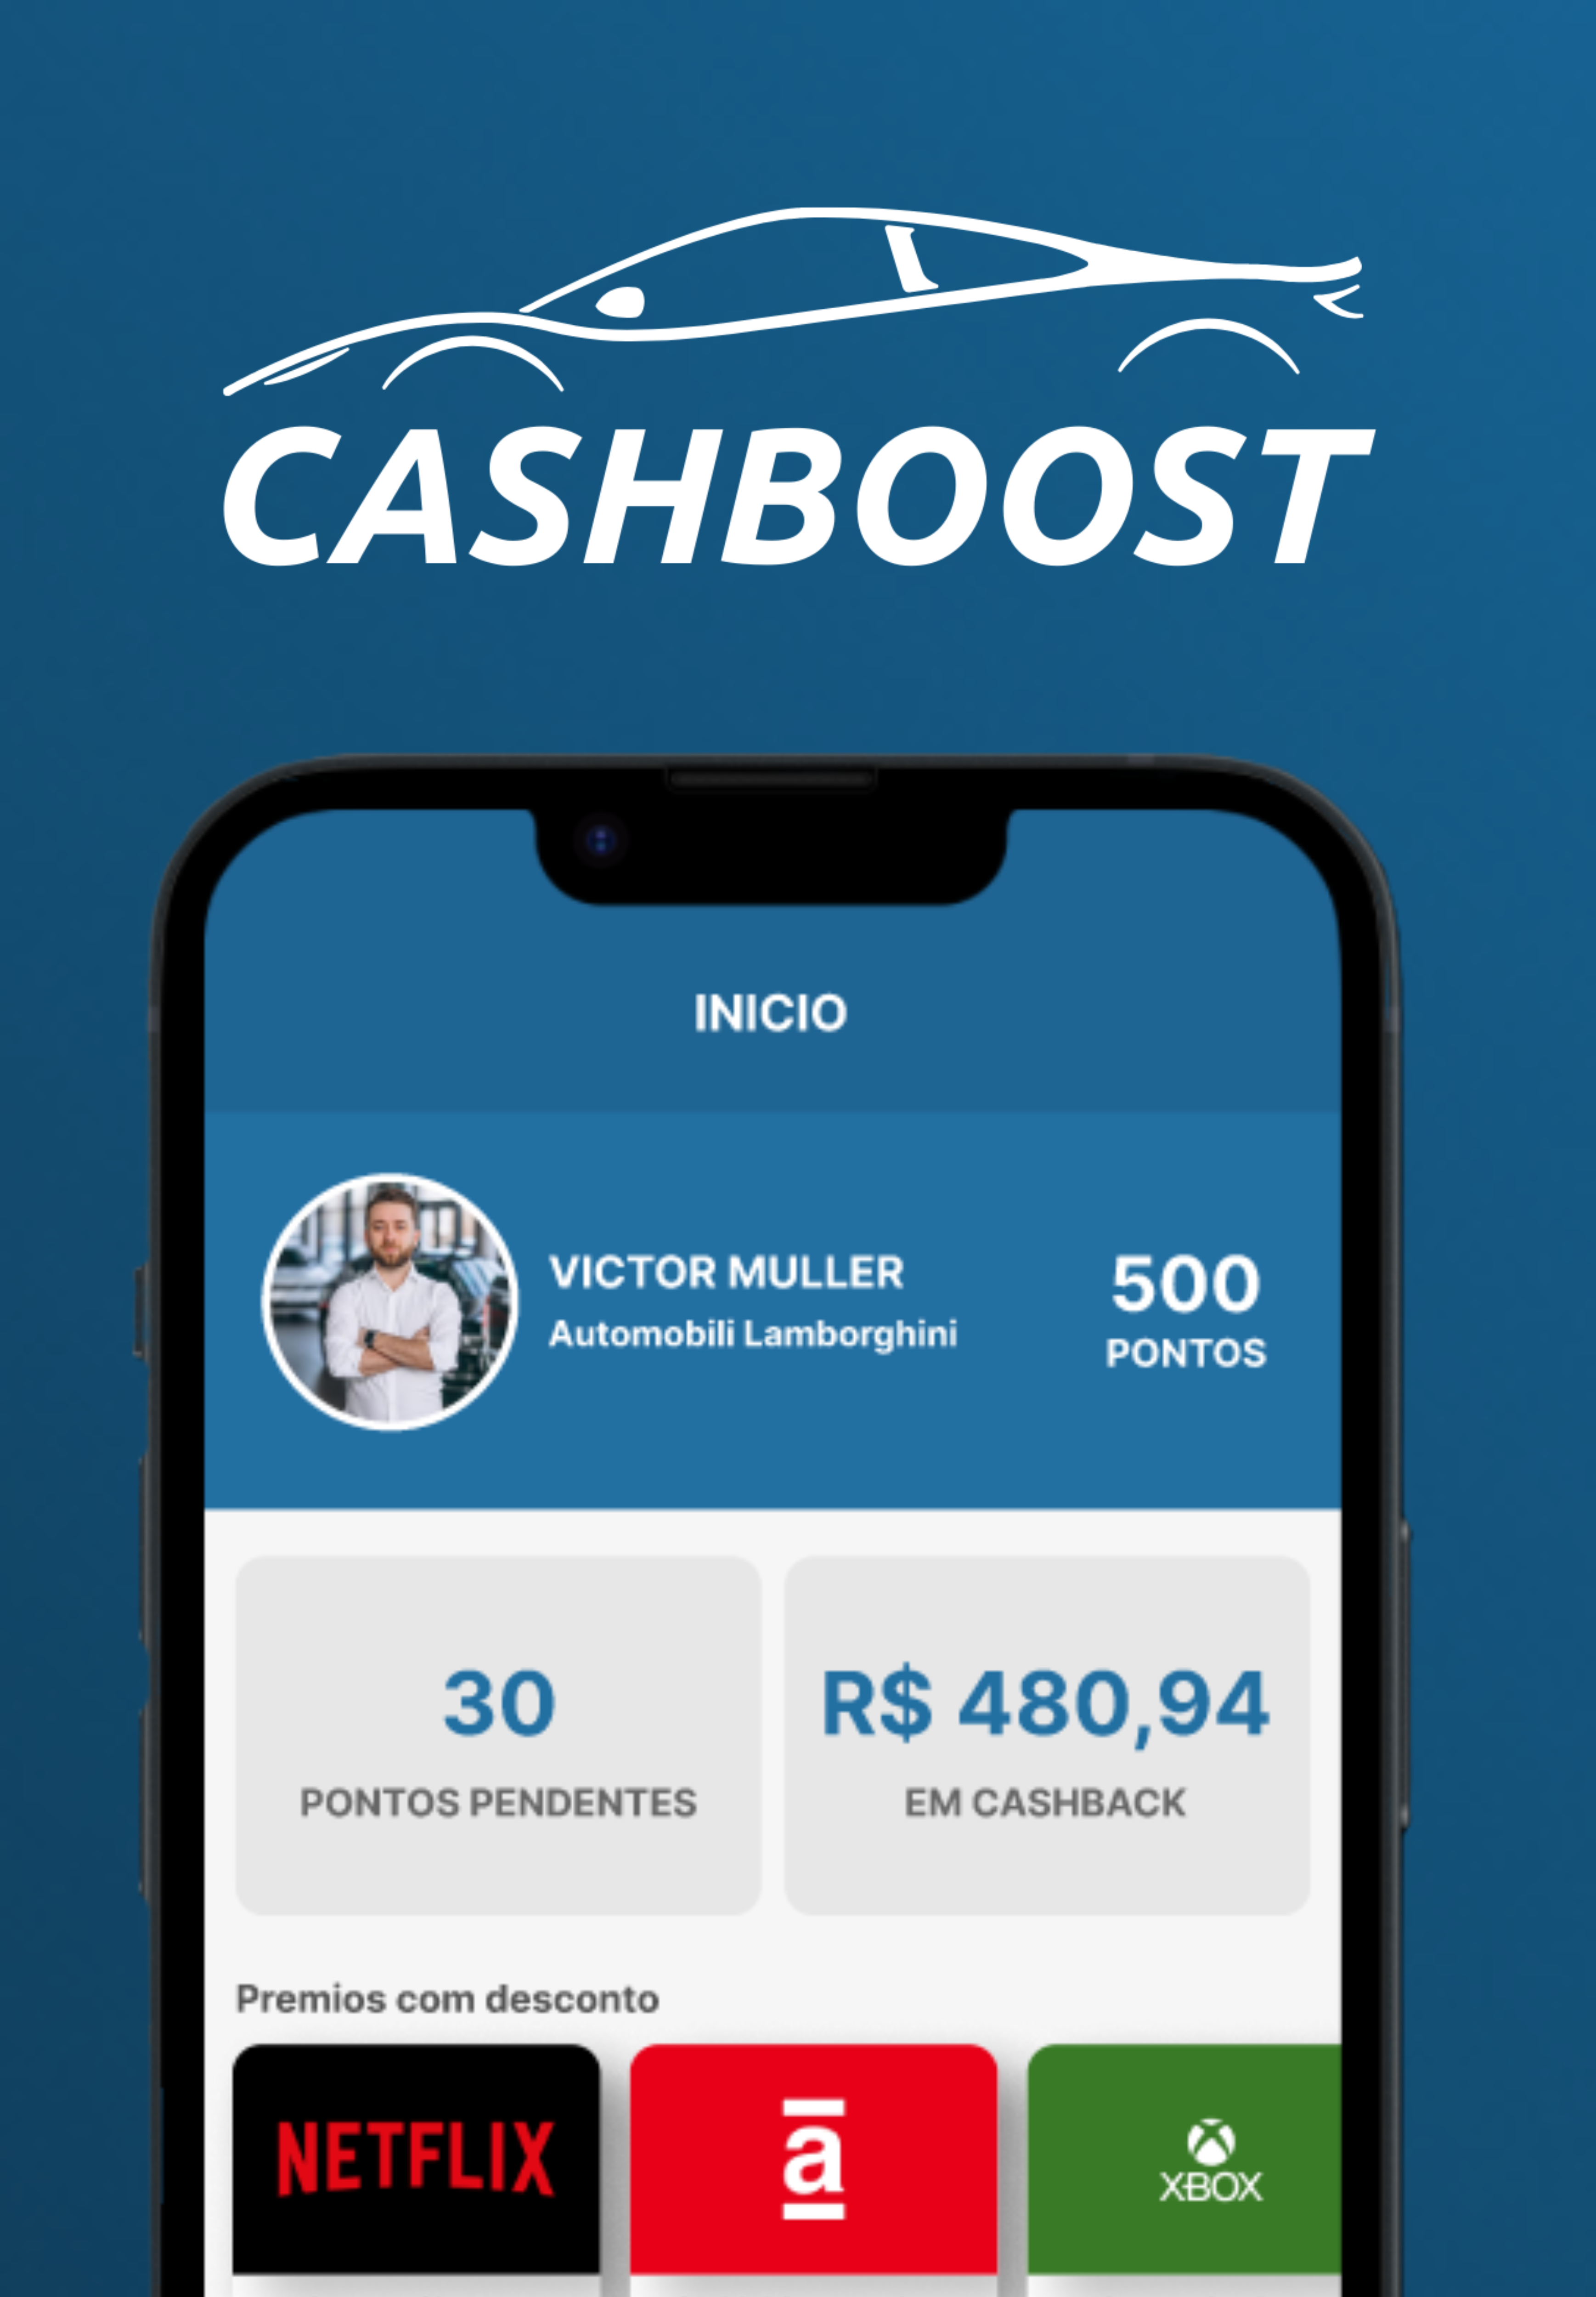 CASHBOOST
INICIO
VICTOR MULLER
Automobili Lamborghini
500
PONTOS
30
PONTOS PENDENTES
R$ 480,94
EM CASHBACK
Premios com desconto
NETFLIX
a
XBOX